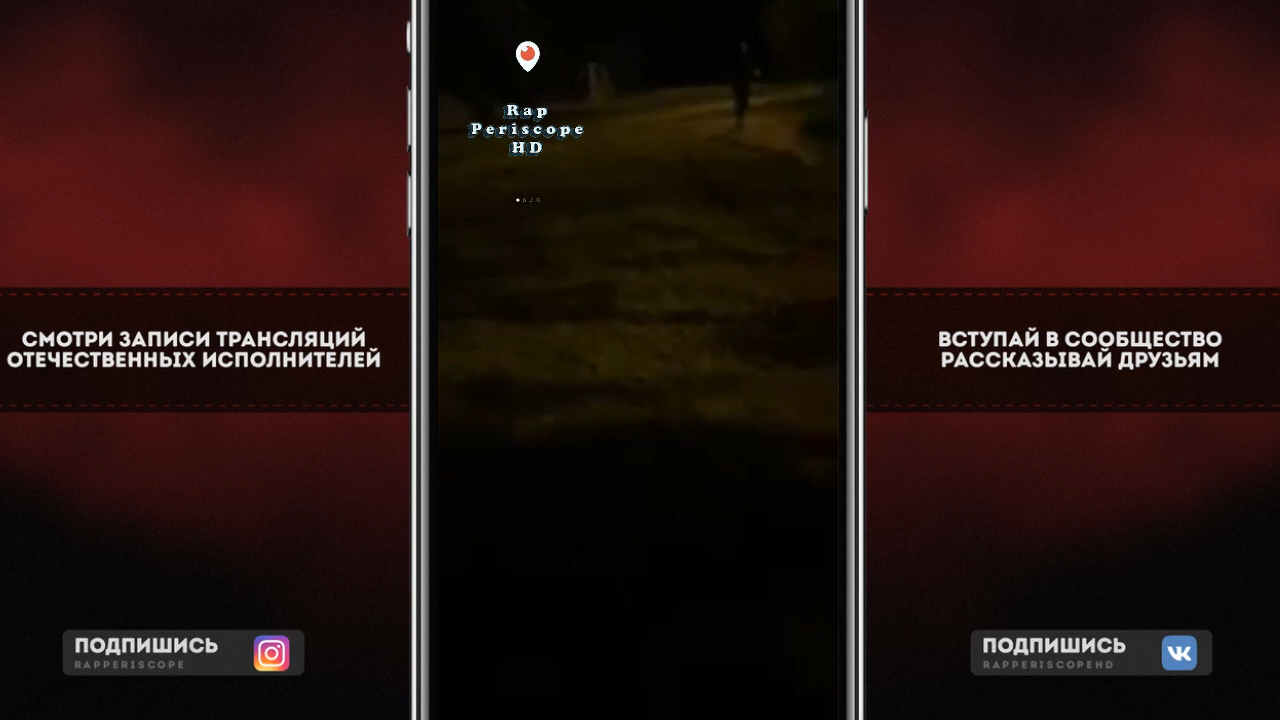 Rap
Periscope
HD
СМОТРИ ЗАПИСИ ТРАНСЛЯЦИЙ
ОТЕЧЕСТВЕННЫХ ИСПОЛНИТЕЛЕЙ
ВСТУПАЙ В СООБЩЕСТВО
РАССКАЗЫВАЙ ДРУЗЬЯМ
ПОДПИШИСЬ
RAPPERISCOPE
ПОДПИШИСЬ
RAPPERISCOPEHD